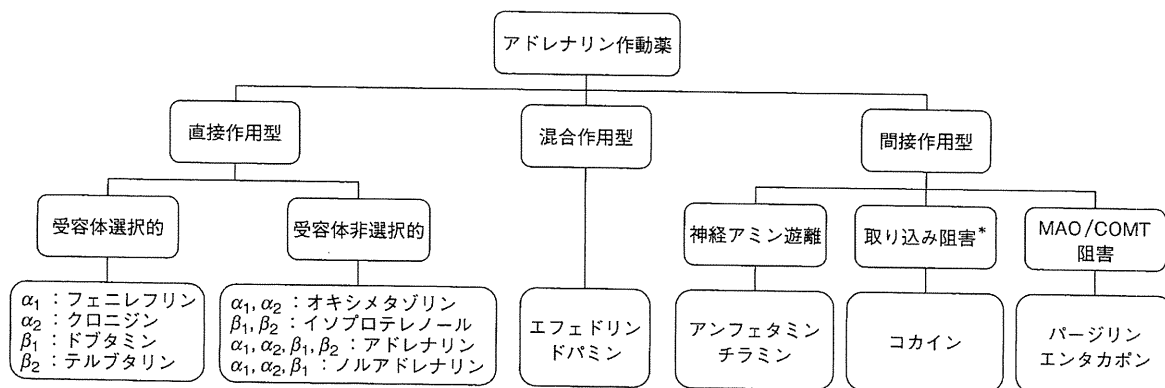 アドレナリン作動薬
直接作用型
混合作用型
間接作用型
受容体選択的
受容体非選択的
神経アミン遊離
取り込み阻害*
MAO/COMT
阻害
α1：フェニレフリン
α2：クロニジン
β1：ドブタミン
β2：テルブタリン
α1, α2：オキシメタゾリン
β1, β2：イソプロテレノール
α1, α2, β1, β2：アドレナリン
α1, α2, β1：ノルアドレナリン
エフェドリン
ドパミン
アンフェタミン
チラミン
コカイン
パージリン
エンタカポン